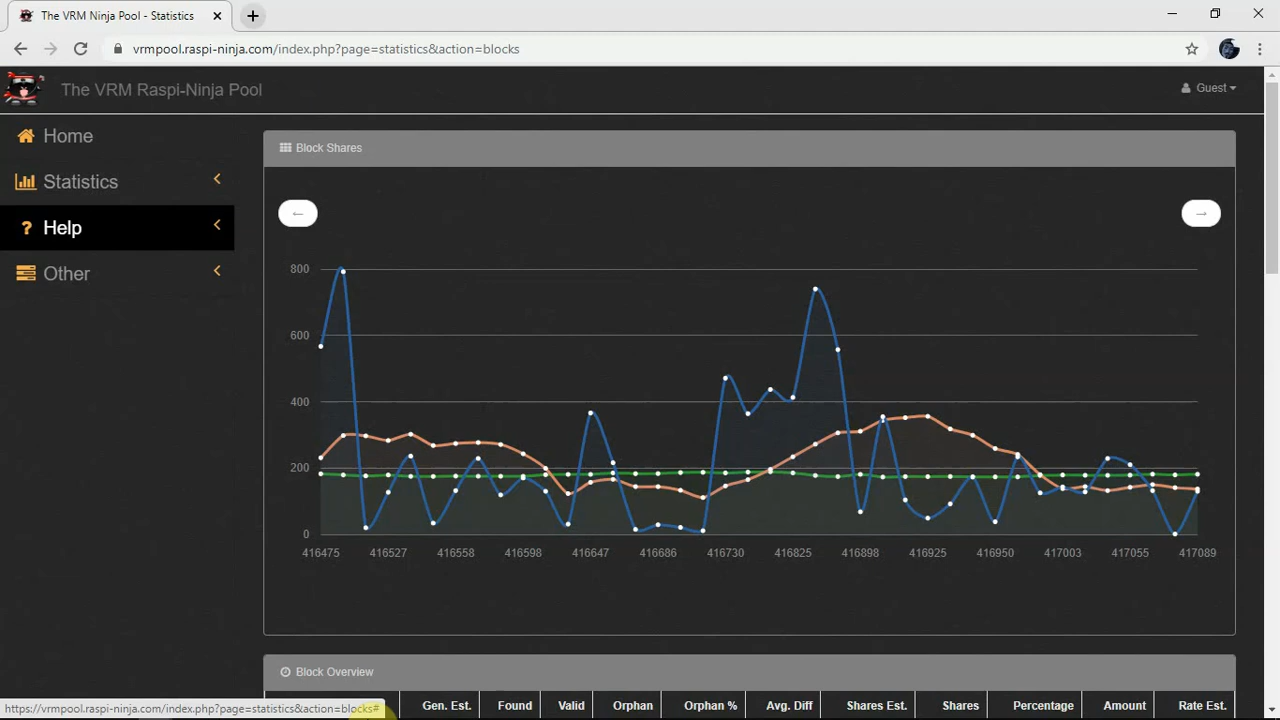 The VRM Ninja Pool - Statistics
vrmpool.raspi-ninja.com/index.php?page=statistics&action=blocks
The VRM Raspi-Ninja Pool
Guest
Home
Statistics
Help
Other
Block Shares
800
600
400
200
0
416475 416527 416558 416598 416647 416686 416730 416825 416898 416925 416950 417003 417055 417089
Block Overview
Gen. Est. Found Valid Orphan Orphan % Avg. Diff Shares Est. Shares Percentage Amount Rate Est.
https://vrmpool.raspi-ninja.com/index.php?page=statistics&action=blocks#